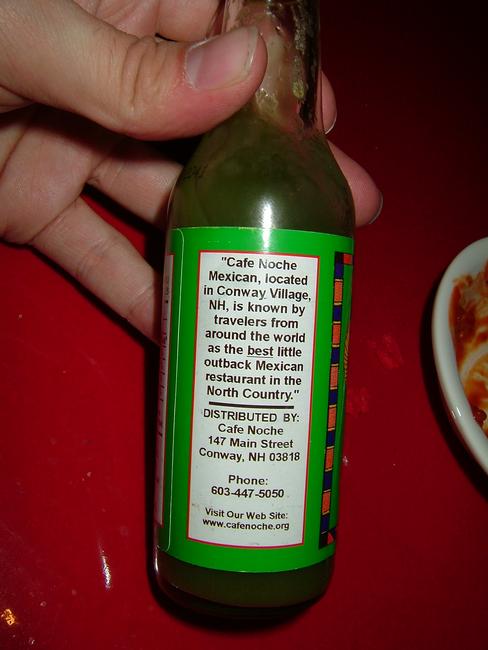 "Cafe Noche
Mexican, located
in Conway Village,
NH, is known by
travelers from
around the world
as the best little
outback Mexican
restaurant in the
North Country."
DISTRIBUTED BY:
Cafe Noche
147 Main Street
Conway, NH 03818
Phone:
603-447-5050
Visit Our Web Site:
www.cafenoche.org